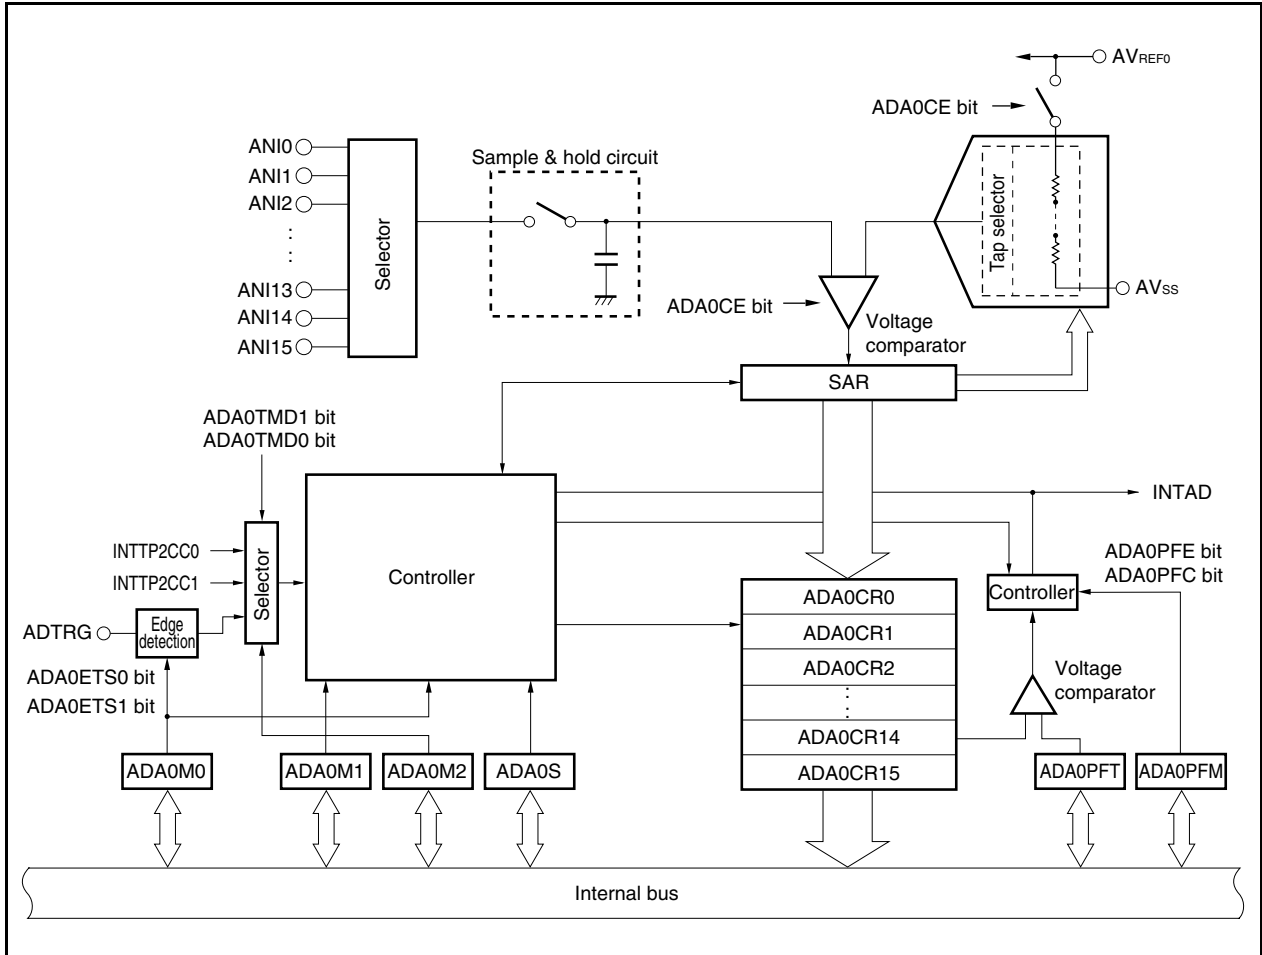 AVREF0
ADA0CE bit
ANI0
ANI1
ANI2
ANI13
ANI14
ANI15
Selector
Sample & hold circuit
Tap selector
AVSS
ADA0CE bit
Voltage
comparator
SAR
ADA0TMD1 bit
ADA0TMD0 bit
INTTP2CC0
INTTP2CC1
ADTRG
Edge
detection
Selector
Controller
INTAD
ADA0ETS0 bit
ADA0ETS1 bit
ADA0CR0
ADA0CR1
ADA0CR2
ADA0CR14
ADA0CR15
ADA0PFE bit
ADA0PFC bit
Controller
Voltage
comparator
ADA0M0
ADA0M1
ADA0M2
ADA0S
ADA0PFT
ADA0PFM
Internal bus